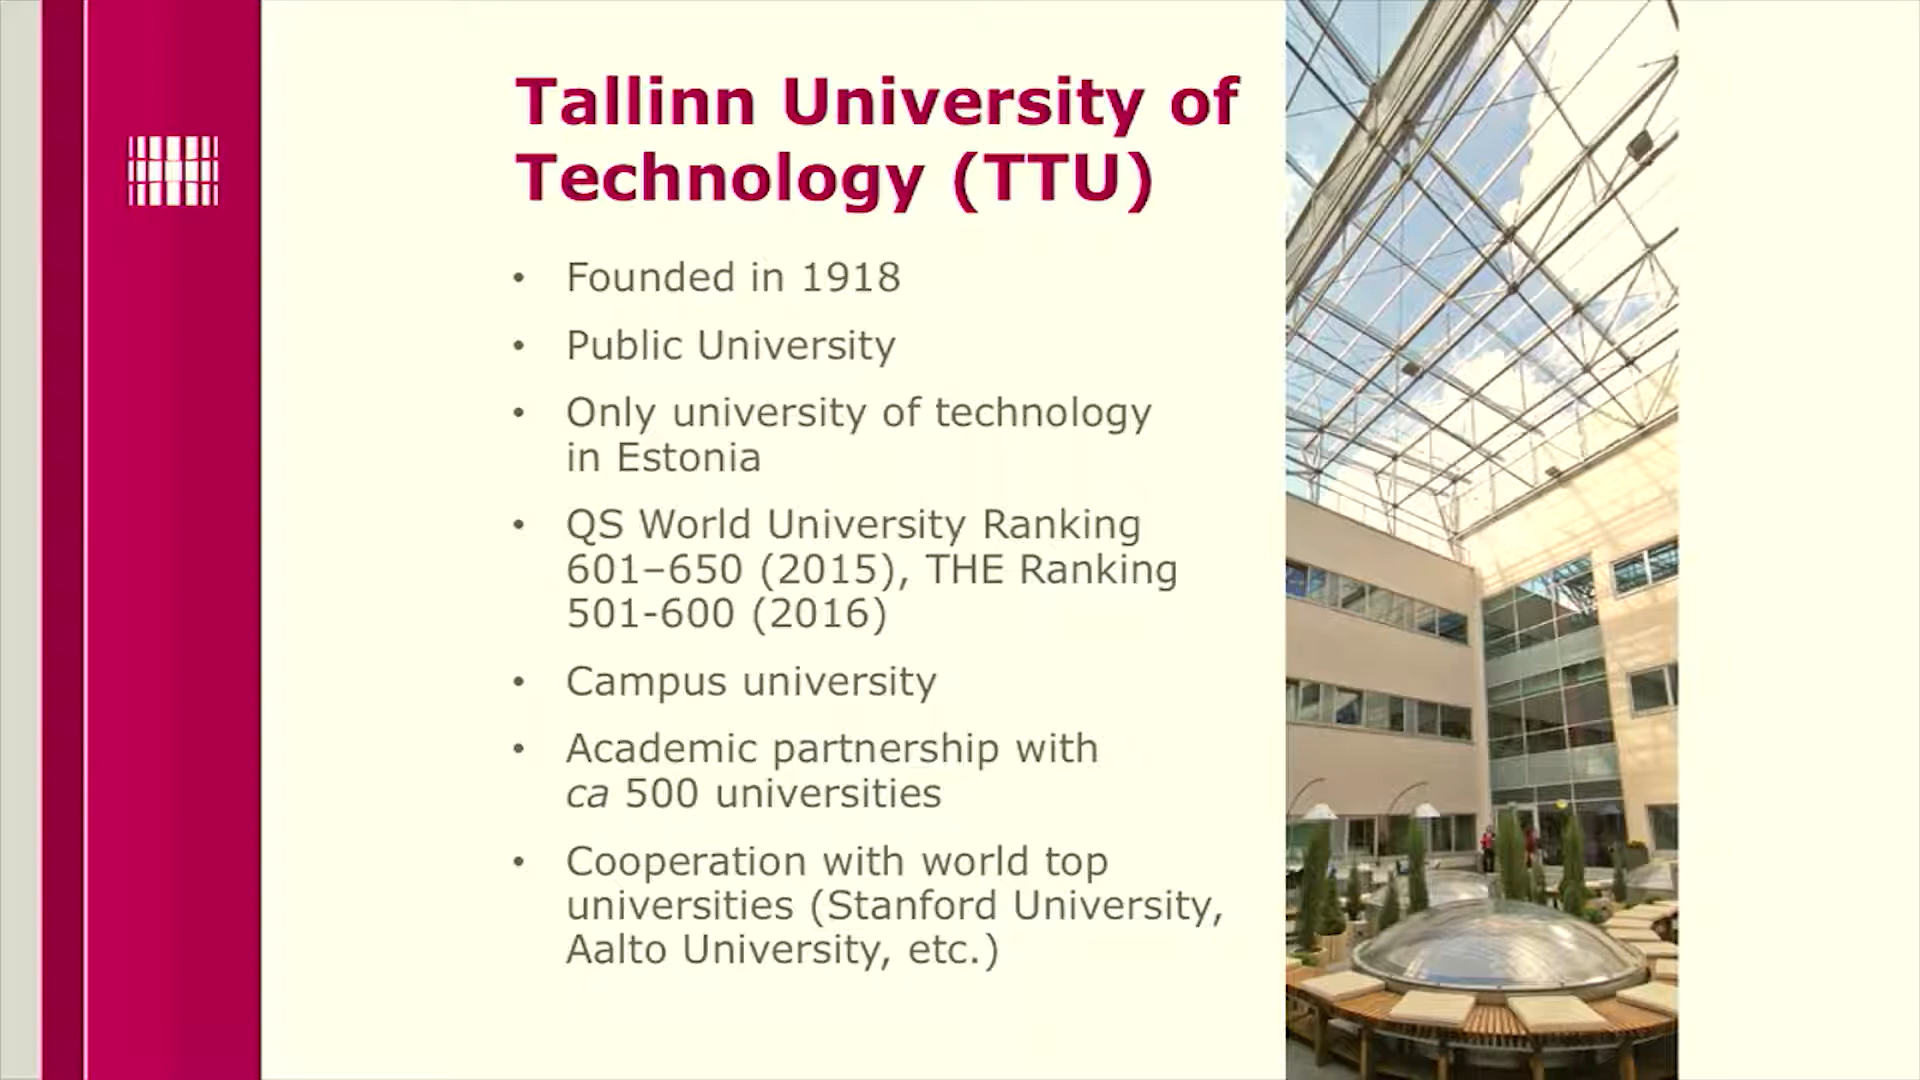 Tallinn University of
Technology (TTU)
• Founded in 1918
• Public University
• Only university of technology
in Estonia
• QS World University Ranking
601–650 (2015), THE Ranking
501-600 (2016)
• Campus university
• Academic partnership with
ca 500 universities
• Cooperation with world top
universities (Stanford University,
Aalto University, etc.)